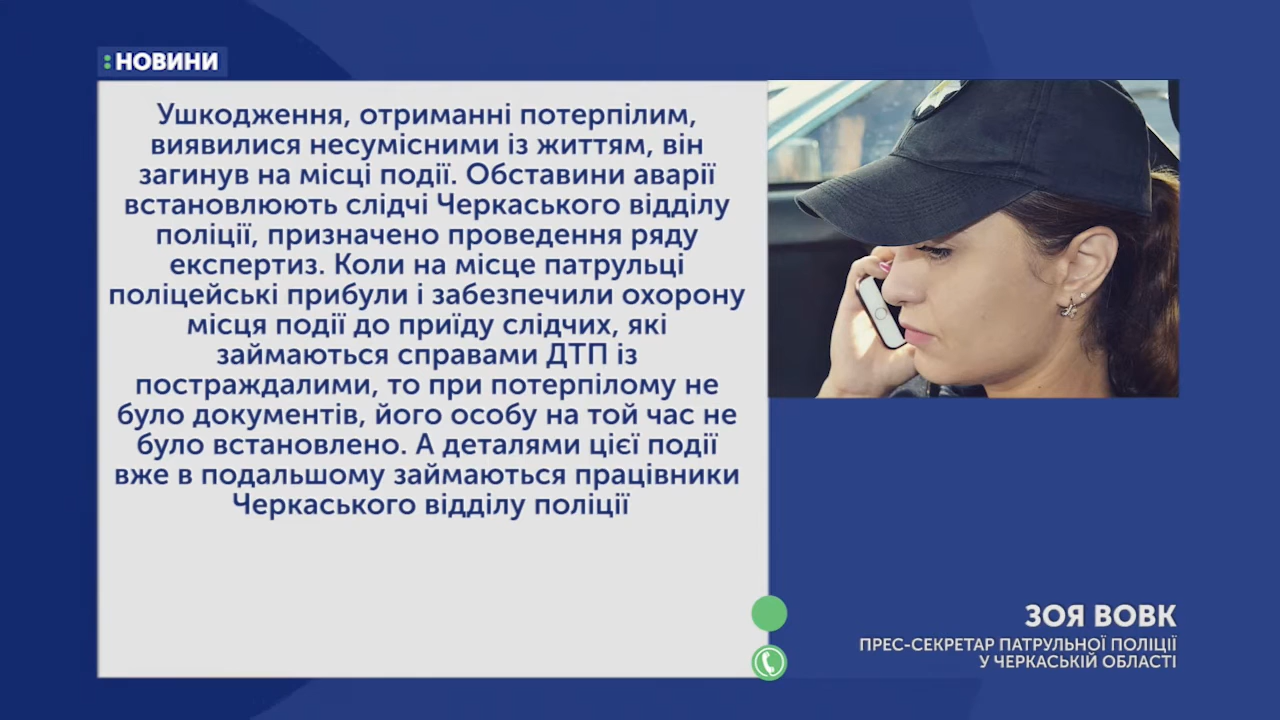 :НОВИНИ
Ушкодження, отриманні потерпілим,
виявилися несумісними із життям, він
загинув на місці події. Обставини аварії
встановлюють слідчі Черкаського відділу
поліції, призначено проведення ряду
експертиз. Коли на місце патрульці
поліцейські прибули і забезпечили охорону
місця події до приїду слідчих, які
займаються справами ДТП із
постраждалими, то при потерпілому не
було документів, його особу на той час не
було встановлено. А деталями цієї події
вже в подальшому займаються працівники
Черкаського відділу поліції
ЗОЯ ВОВК
ПРЕС-СЕКРЕТАР ПАТРУЛЬНОЇ ПОЛІЦІЇ
У ЧЕРКАСЬКІЙ ОБЛАСТІ